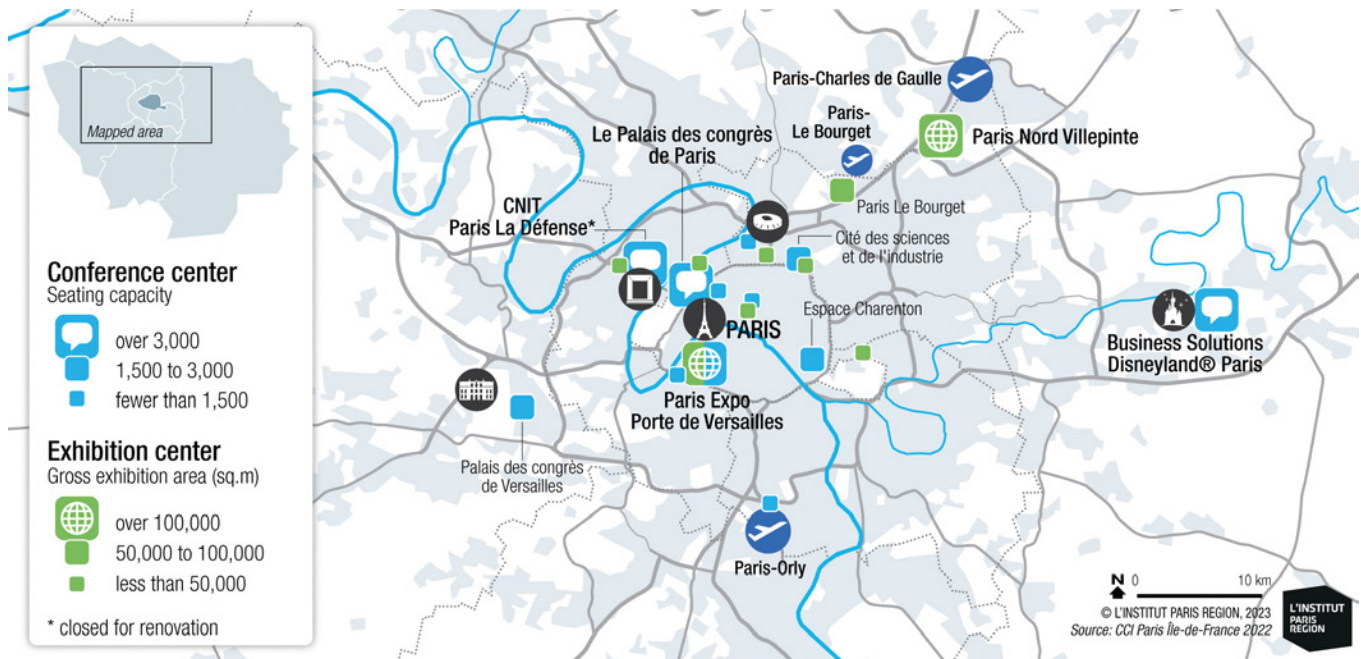 Mapped area
Conference center
Seating capacity
over 3,000
1,500 to 3,000
fewer than 1,500
Exhibition center
Gross exhibition area (sq.m)
over 100,000
50,000 to 100,000
less than 50,000
* closed for renovation
Paris-Charles de Gaulle
Paris-
Le Bourget
Paris Nord Villepinte
Le Palais des congrès
de Paris
Paris Le Bourget
CNIT
Paris La Défense*
Cité des sciences
et de l'industrie
Espace Charenton
PARIS
Business Solutions
Disneyland® Paris
Paris Expo
Porte de Versailles
Palais des congrès
de Versailles
Paris-Orly
N 0 10 km
© L'INSTITUT PARIS REGION, 2023
Source: CCI Paris Île-de-France 2022
L'INSTITUT
PARIS
REGION